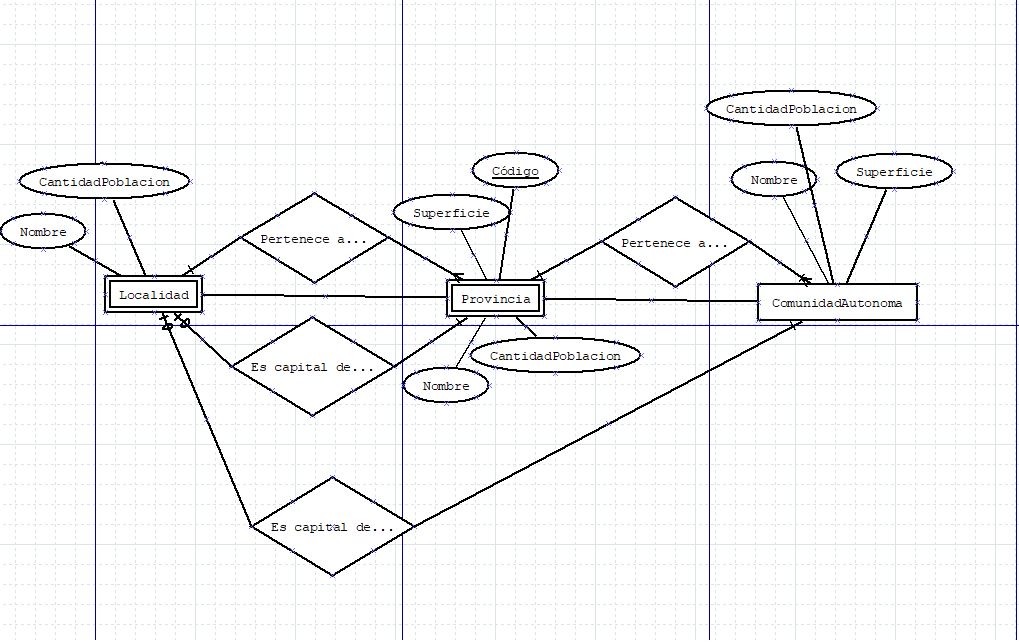 CantidadPoblacion
Código
Nombre
Superficie
CantidadPoblacion
Superficie
Nombre
Pertenece a...
Pertenece a...
Localidad
Provincia
ComunidadAutonoma
CantidadPoblacion
Es capital de...
Nombre
Es capital de...